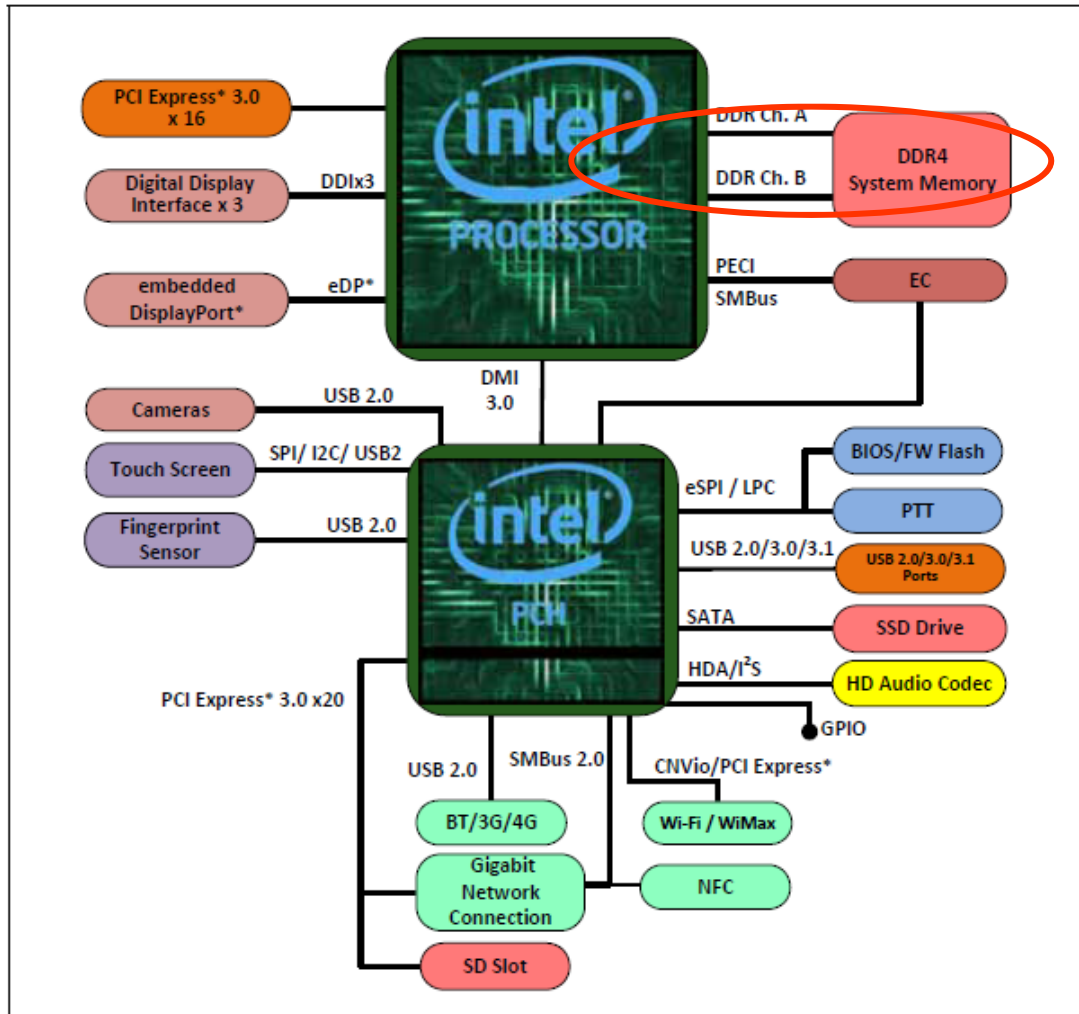 PCI Express* 3.0
x 16
Digital Display
Interface x 3
DDIx3
embedded
DisplayPort*
eDP*
intel®
PROCESSOR
DDR Ch. A
DDR Ch. B
DDR4
System Memory
PECI
SMBus
EC
DMI
3.0
Cameras
USB 2.0
Touch Screen
SPI/ I2C/ USB2
Fingerprint
Sensor
USB 2.0
intel
PCH
eSPI / LPC
BIOS/FW Flash
PTT
USB 2.0/3.0/3.1
USB 2.0/3.0/3.1
Ports
SATA
SSD Drive
HDA/I²S
HD Audio Codec
GPIO
PCI Express* 3.0 x20
USB 2.0
SMBus 2.0
CNVio/PCI Express*
BT/3G/4G
Wi-Fi / WiMax
Gigabit
Network
Connection
NFC
SD Slot